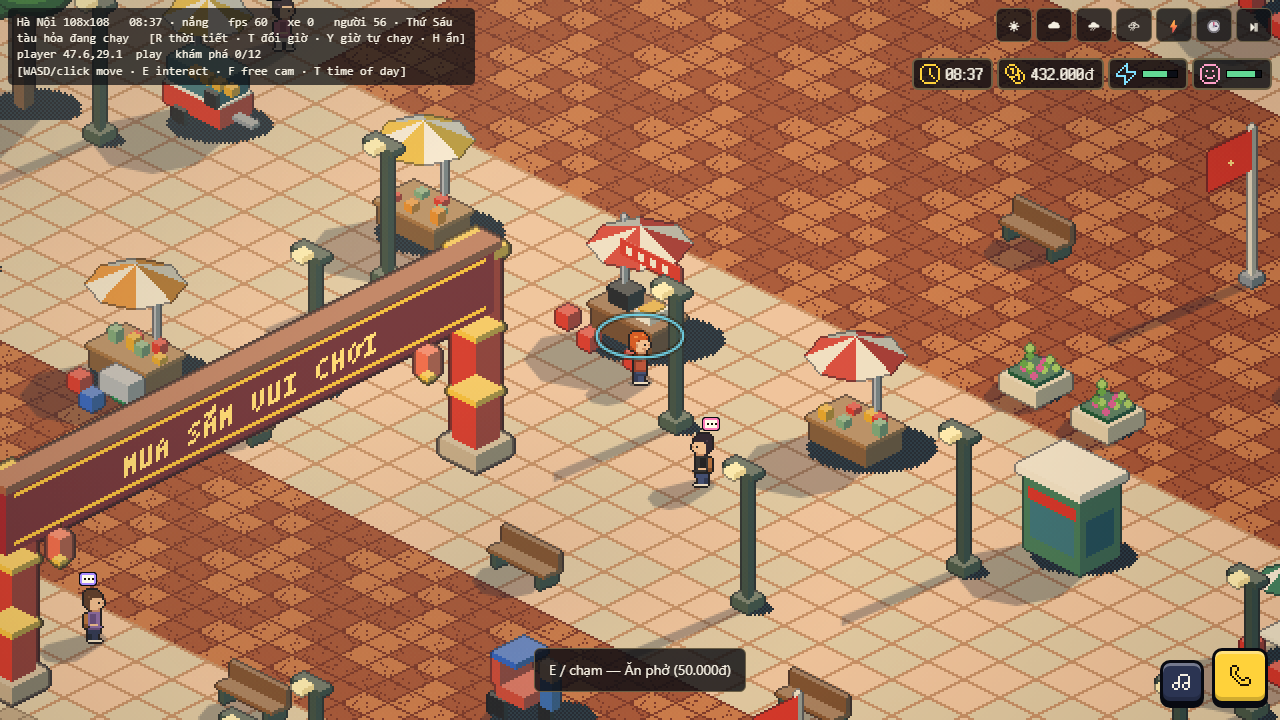 Hà Nội 108x108 08:37 · nắng fps 60 xe 0 người 56 · Thứ Sáu
tàu hỏa đang chạy [R thời tiết · T đổi giờ · Y giờ tự chạy · H ẩn]
player 47.6,29.1 play khám phá 0/12
[WASD/click move · E interact · F free cam · T time of day]
08:37
432.000đ
MUA SẮM VUI CHƠI
E / chạm — Ăn phở (50.000đ)